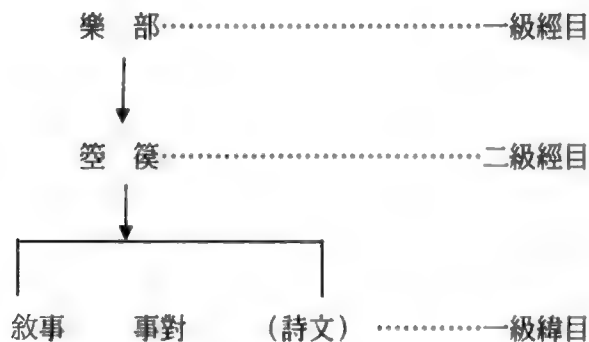 樂部…………………………一級經目
箜篌…………………………二級經目
敘事 事對 （詩文）…………一級緯目